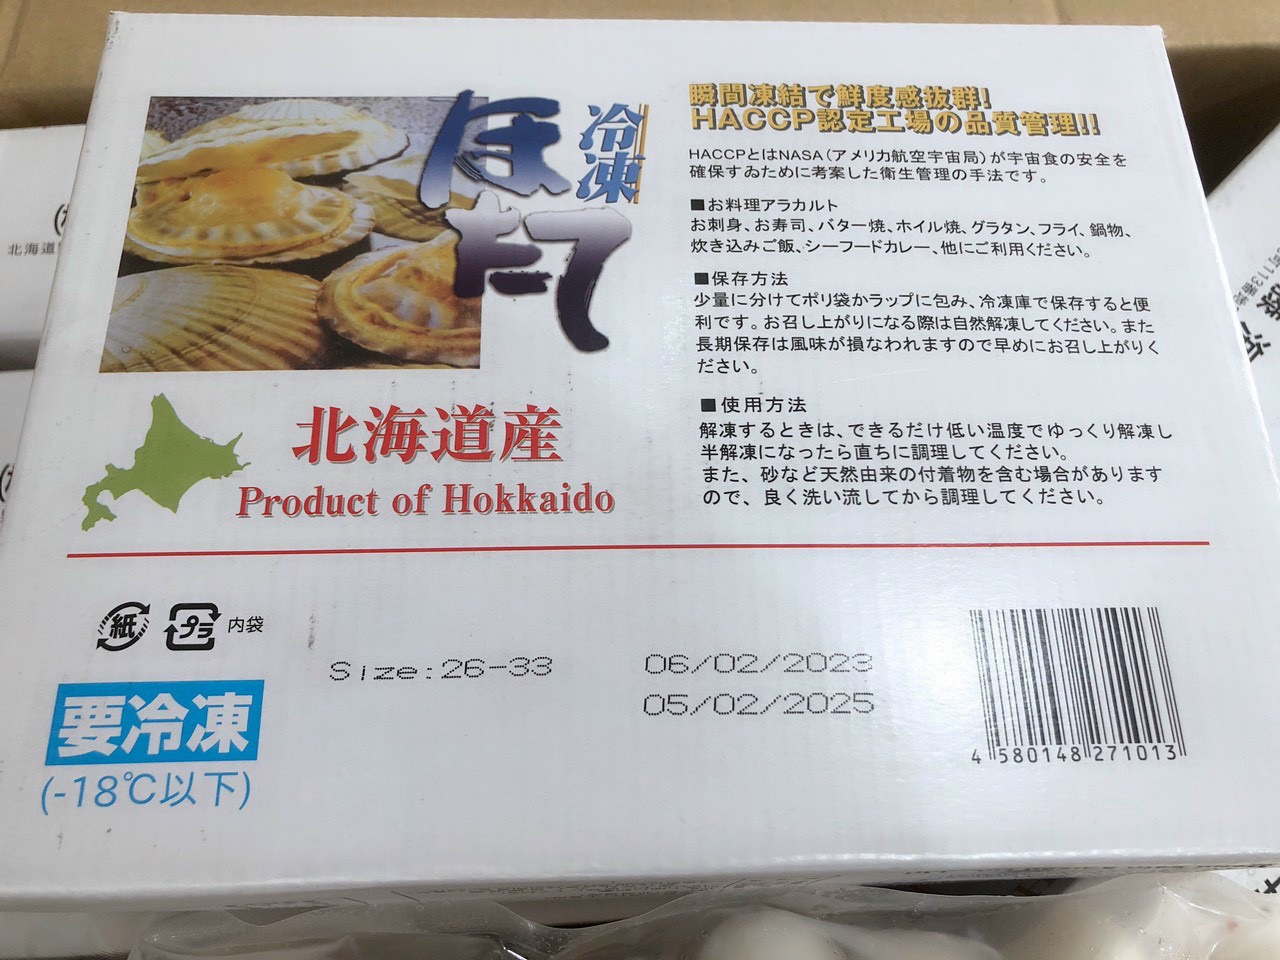 冷凍
ほたて
瞬間凍結で鮮度感抜群!
HACCP認定工場の品質管理!!
HACCPとはNASA(アメリカ航空宇宙局)が宇宙食の安全を
確保するために考案した衛生管理の手法です。
■お料理アラカルト
お刺身、お寿司、バター焼、ホイル焼、グラタン、フライ、鍋物、
炊き込みご飯、シーフードカレー、他にご利用ください。
■保存方法
少量に分けてポリ袋かラップに包み、冷凍庫で保存すると便
利です。お召し上がりになる際は自然解凍してください。また
長期保存は風味が損なわれますので早めにお召し上がりく
ださい。
■使用方法
解凍するときは、できるだけ低い温度でゆっくり解凍し
半解凍になったら直ちに調理してください。
また、砂など天然由来の付着物を含む場合があります
ので、良く洗い流してから調理してください。
北海道産
Product of Hokkaido
紙
プラ
内袋
Size:26-33
06/02/2023
05/02/2025
要冷凍
(-18℃以下)
4 580148 271013
北海道
町113番地